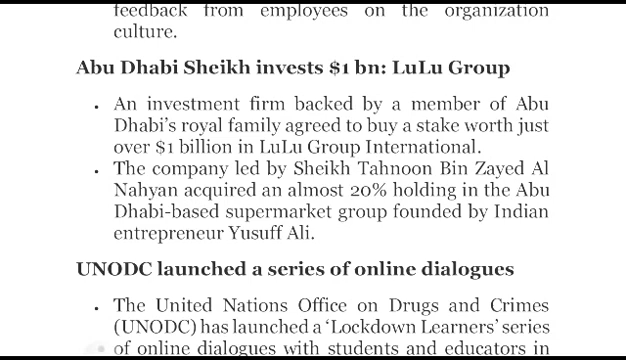 feedback from employees on the organization
culture.
Abu Dhabi Sheikh invests $1 bn: LuLu Group
• An investment firm backed by a member of Abu
Dhabi's royal family agreed to buy a stake worth just
over $1 billion in LuLu Group International.
• The company led by Sheikh Tahnoon Bin Zayed Al
Nahyan acquired an almost 20% holding in the Abu
Dhabi-based supermarket group founded by Indian
entrepreneur Yusuff Ali.
UNODC launched a series of online dialogues
• The United Nations Office on Drugs and Crimes
(UNODC) has launched a 'Lockdown Learners' series
of online dialogues with students and educators in